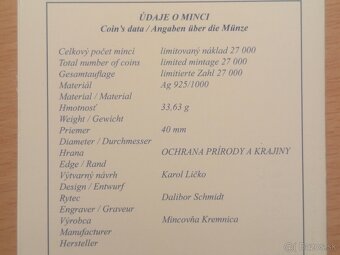 ÚDAJE O MINCI
Coin's data / Angaben über die Münze
Celkový počet mincí limitovaný náklad 27 000
Total number of coins limited mintage 27 000
Gesamtauflage limitierte Zahl 27 000
Materiál Ag 925/1000
Material / Material
Hmotnosť 33,63 g
Weight / Gewicht
Priemer 40 mm
Diameter / Durchmesser
Hrana OCHRANA PRÍRODY A KRAJINY
Edge / Rand
Výtvarný návrh Karol Ličko
Design / Entwurf
Rytec Dalibor Schmidt
Engraver / Graveur
Výrobca Mincovňa Kremnica
Manufacturer
Hersteller